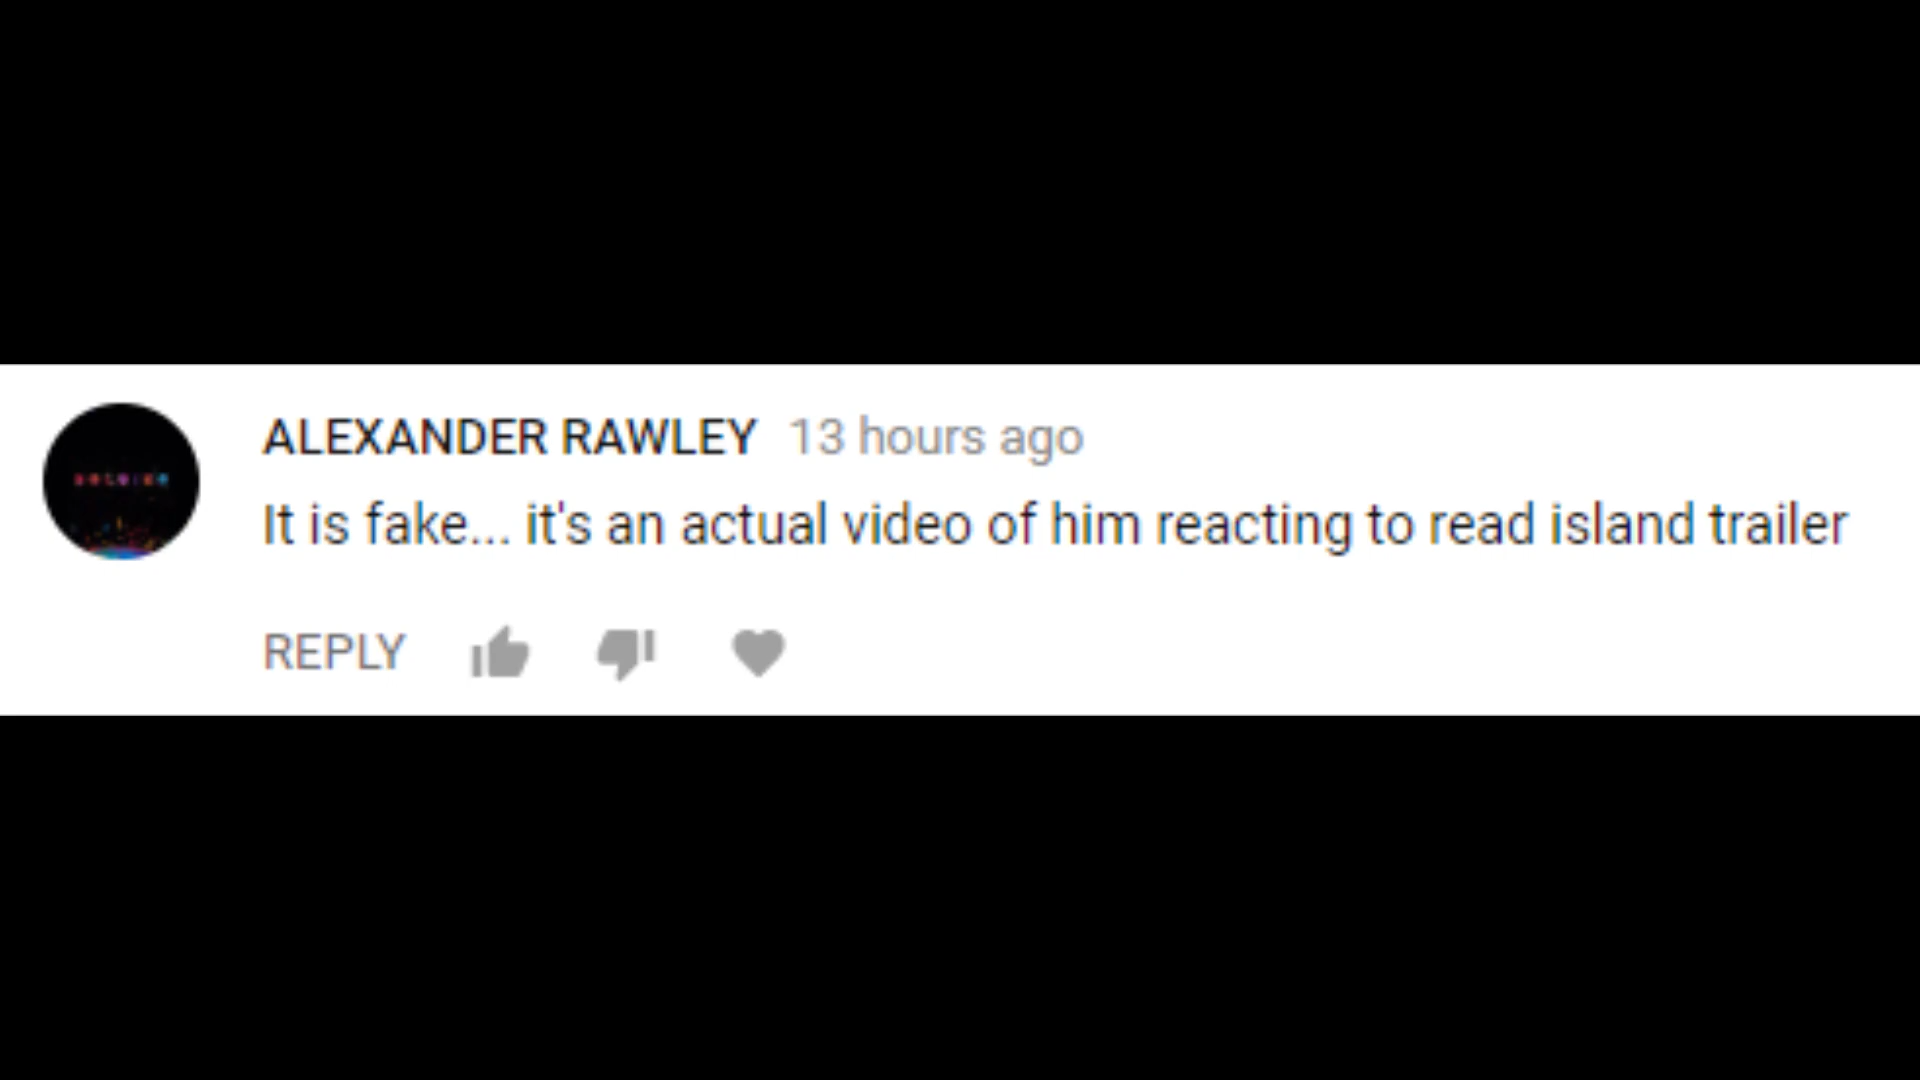 ALEXANDER RAWLEY 13 hours ago
It is fake... it's an actual video of him reacting to read island trailer
REPLY